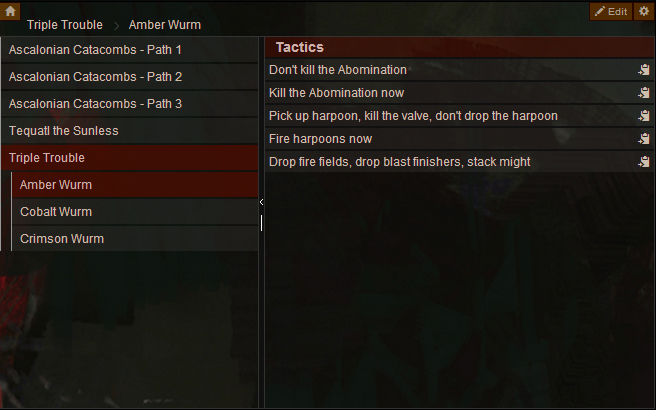 Edit
Triple Trouble > Amber Wurm
Ascalonian Catacombs - Path 1
Ascalonian Catacombs - Path 2
Ascalonian Catacombs - Path 3
Tequatl the Sunless
Triple Trouble
Amber Wurm
Cobalt Wurm
Crimson Wurm
Tactics
Don't kill the Abomination
Kill the Abomination now
Pick up harpoon, kill the valve, don't drop the harpoon
Fire harpoons now
Drop fire fields, drop blast finishers, stack might